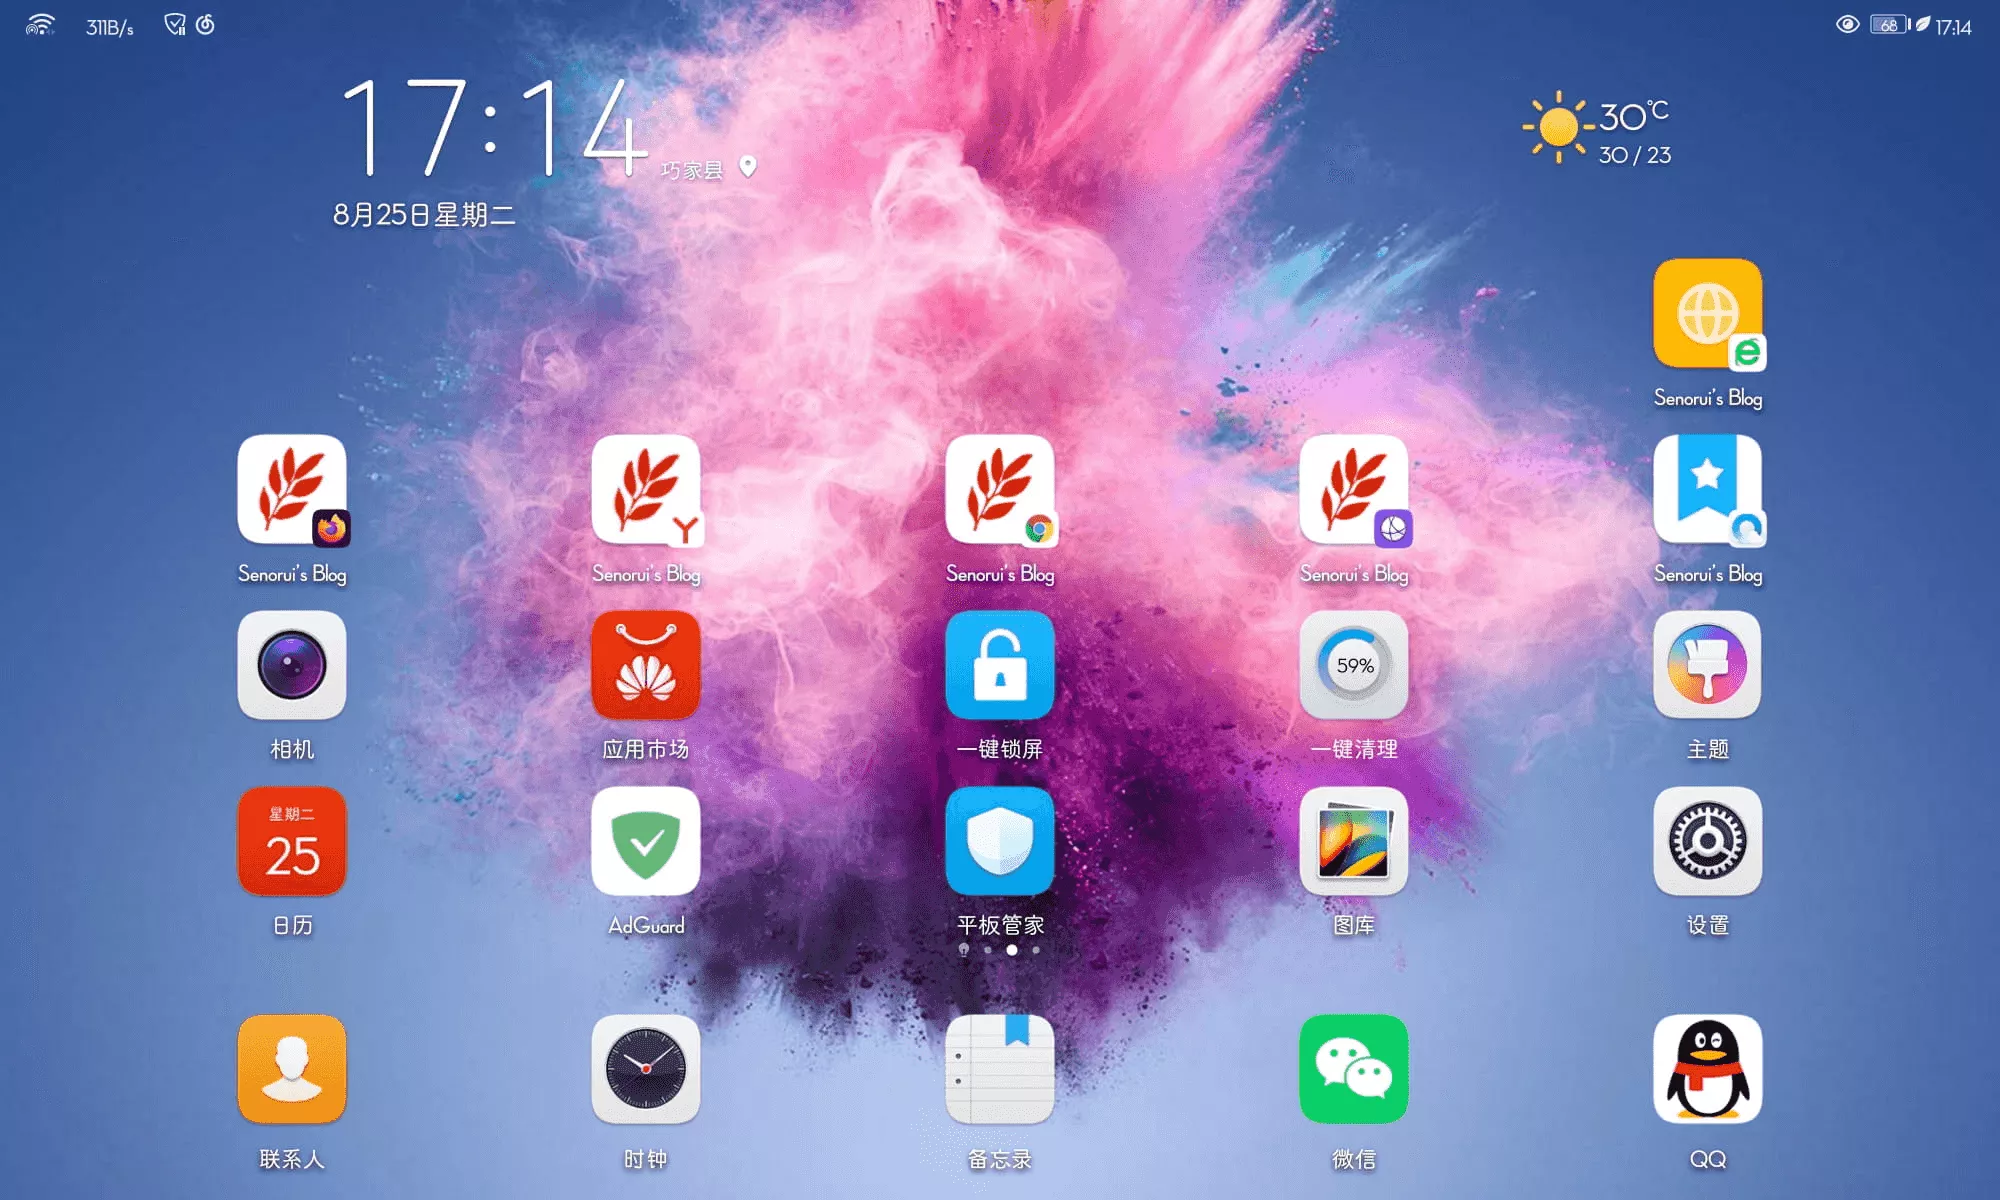 311B/s
68
17:14
17:14
巧家县
8月25日星期二
30℃
30 / 23
Senorui's Blog
Senorui's Blog
Senorui's Blog
Senorui's Blog
Senorui's Blog
Senorui's Blog
59%
相机
应用市场
一键锁屏
一键清理
主题
星期二
25
日历
AdGuard
平板管家
图库
设置
联系人
时钟
备忘录
微信
QQ